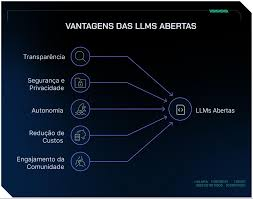 VANTAGENS DAS LLMS ABERTAS
Transparência
Segurança e
Privacidade
Autonomia
LLMs Abertas
Redução de
Custos
Engajamento da
Comunidade